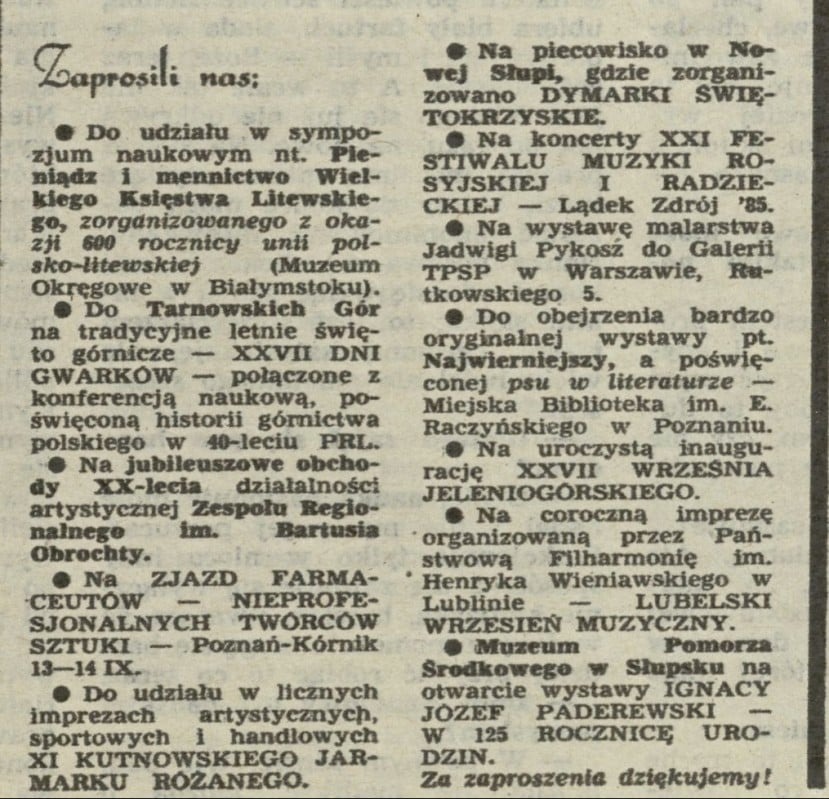 Zaprosili nas:
● Do udziału w sympo-
zjum naukowym nt. Pie-
niądz i mennictwo Wiel-
kiego Księstwa Litewskie-
go, zorganizowanego z oka-
zji 600 rocznicy unii pol-
sko-litewskiej (Muzeum
Okręgowe w Białymstoku).
● Do Tarnowskich Gór
na tradycyjne letnie świę-
to górnicze — XXVII DNI
GWARKÓW — połączone z
konferencją naukową, po-
święconą historii górnictwa
polskiego w 40-leciu PRL.
● Na jubileuszowe obcho-
dy XX-lecia działalności
artystycznej Zespołu Regio-
nalnego im. Bartusia
Obrochty.
● Na ZJAZD FARMA-
CEUTÓW — NIEPROFE-
SJONALNYCH TWÓRCÓW
SZTUKI — Poznań-Kórnik
13—14 IX.
● Do udziału w licznych
imprezach artystycznych,
sportowych i handlowych
XI KUTNOWSKIEGO JAR-
MARKU RÓŻANEGO.
● Na piecowisko w No-
wej Słupi, gdzie zorgani-
zowano DYMARKI ŚWIĘ-
TOKRZYSKIE.
● Na koncerty XXI FE-
STIWALU MUZYKI RO-
SYJSKIEJ I RADZIE-
CKIEJ — Lądek Zdrój '85.
● Na wystawę malarstwa
Jadwigi Pykosz do Galerii
TPSP w Warszawie, Ru-
tkowskiego 5.
● Do obejrzenia bardzo
oryginalnej wystawy pt.
Najwierniejszy, a poświę-
conej psu w literaturze —
Miejska Biblioteka im. E.
Raczyńskiego w Poznaniu.
● Na uroczystą inaugu-
rację XXVII WRZEŚNIA
JELENIOGÓRSKIEGO.
● Na coroczną imprezę
organizowaną przez Pań-
stwową Filharmonię im.
Henryka Wieniawskiego w
Lublinie — LUBELSKI
WRZESIEŃ MUZYCZNY.
● Muzeum Pomorza
Środkowego w Słupsku na
otwarcie wystawy IGNACY
JÓZEF PADEREWSKI —
W 125 ROCZNICĘ URO-
DZIN.
Za zaproszenia dziękujemy!